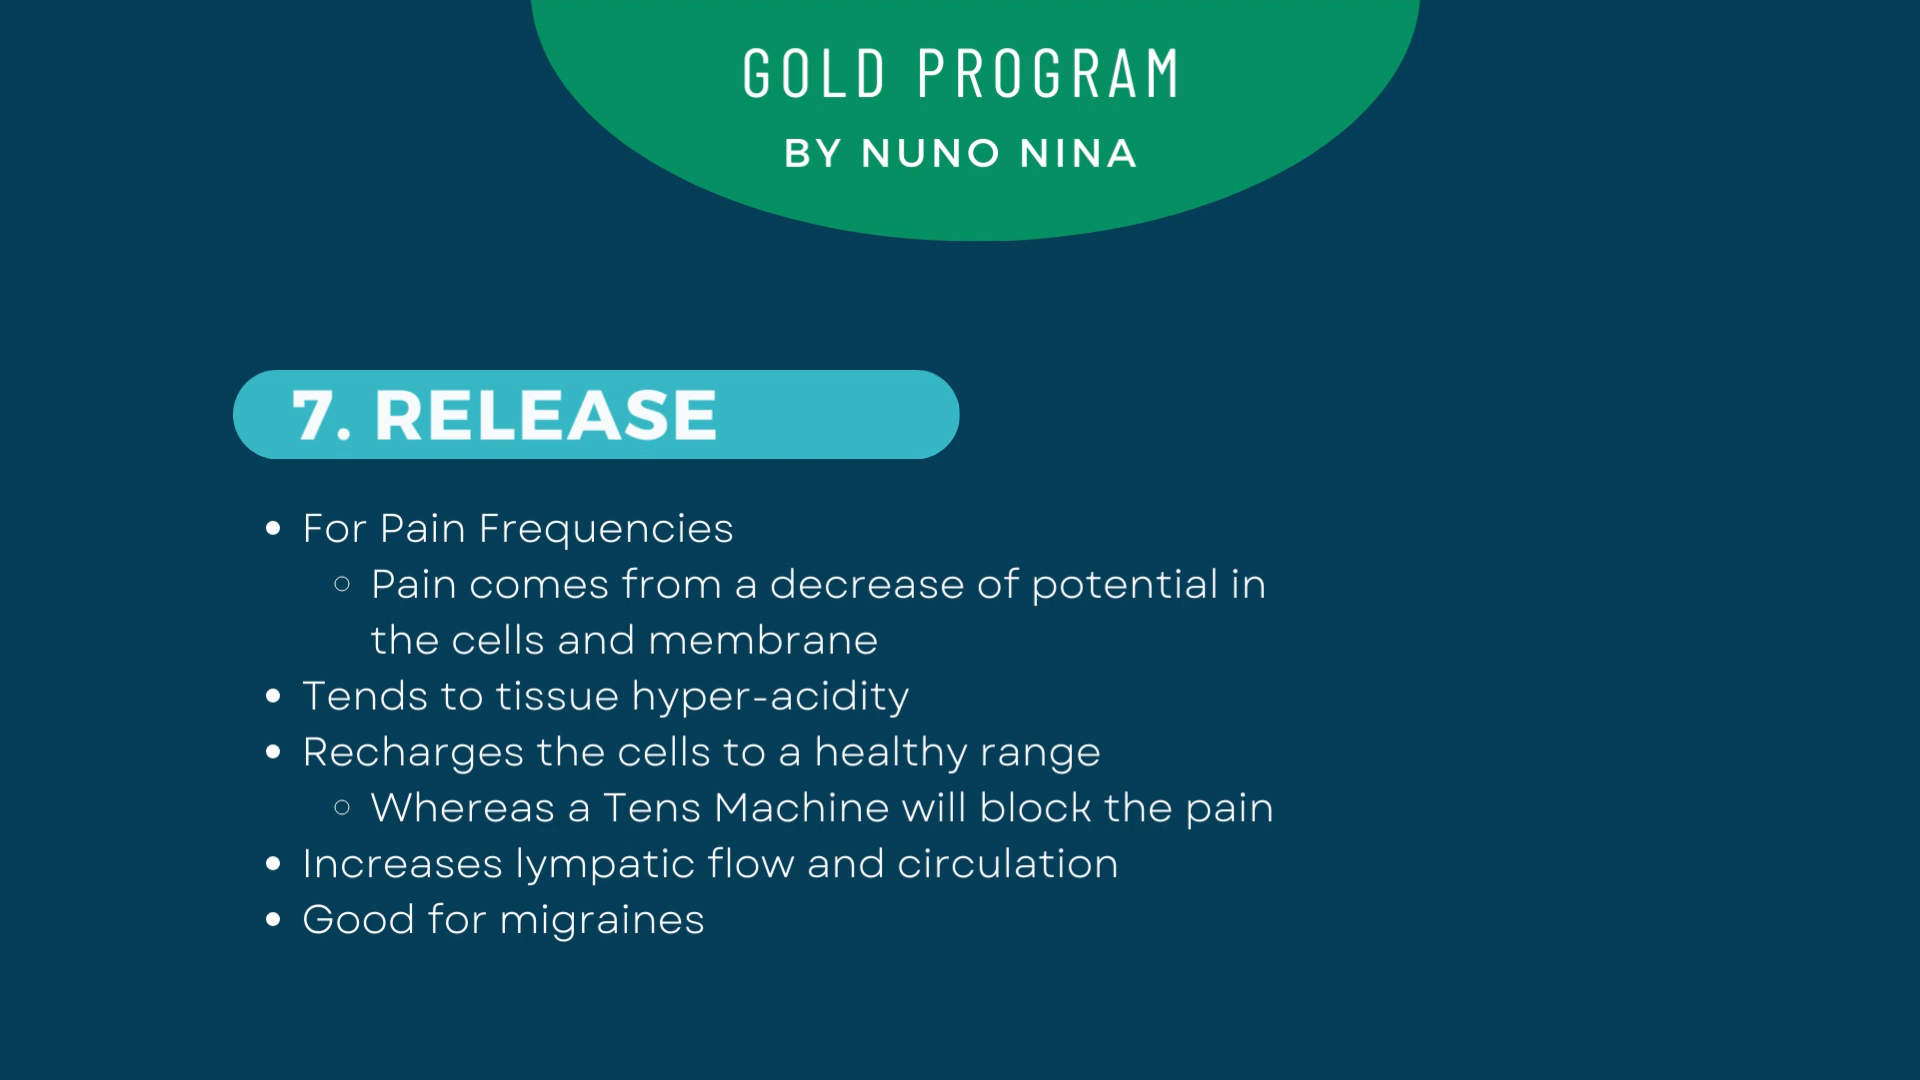 GOLD PROGRAM
BY NUNO NINA
7. RELEASE
• For Pain Frequencies
○ Pain comes from a decrease of potential in
the cells and membrane
• Tends to tissue hyper-acidity
• Recharges the cells to a healthy range
○ Whereas a Tens Machine will block the pain
• Increases lympatic flow and circulation
• Good for migraines